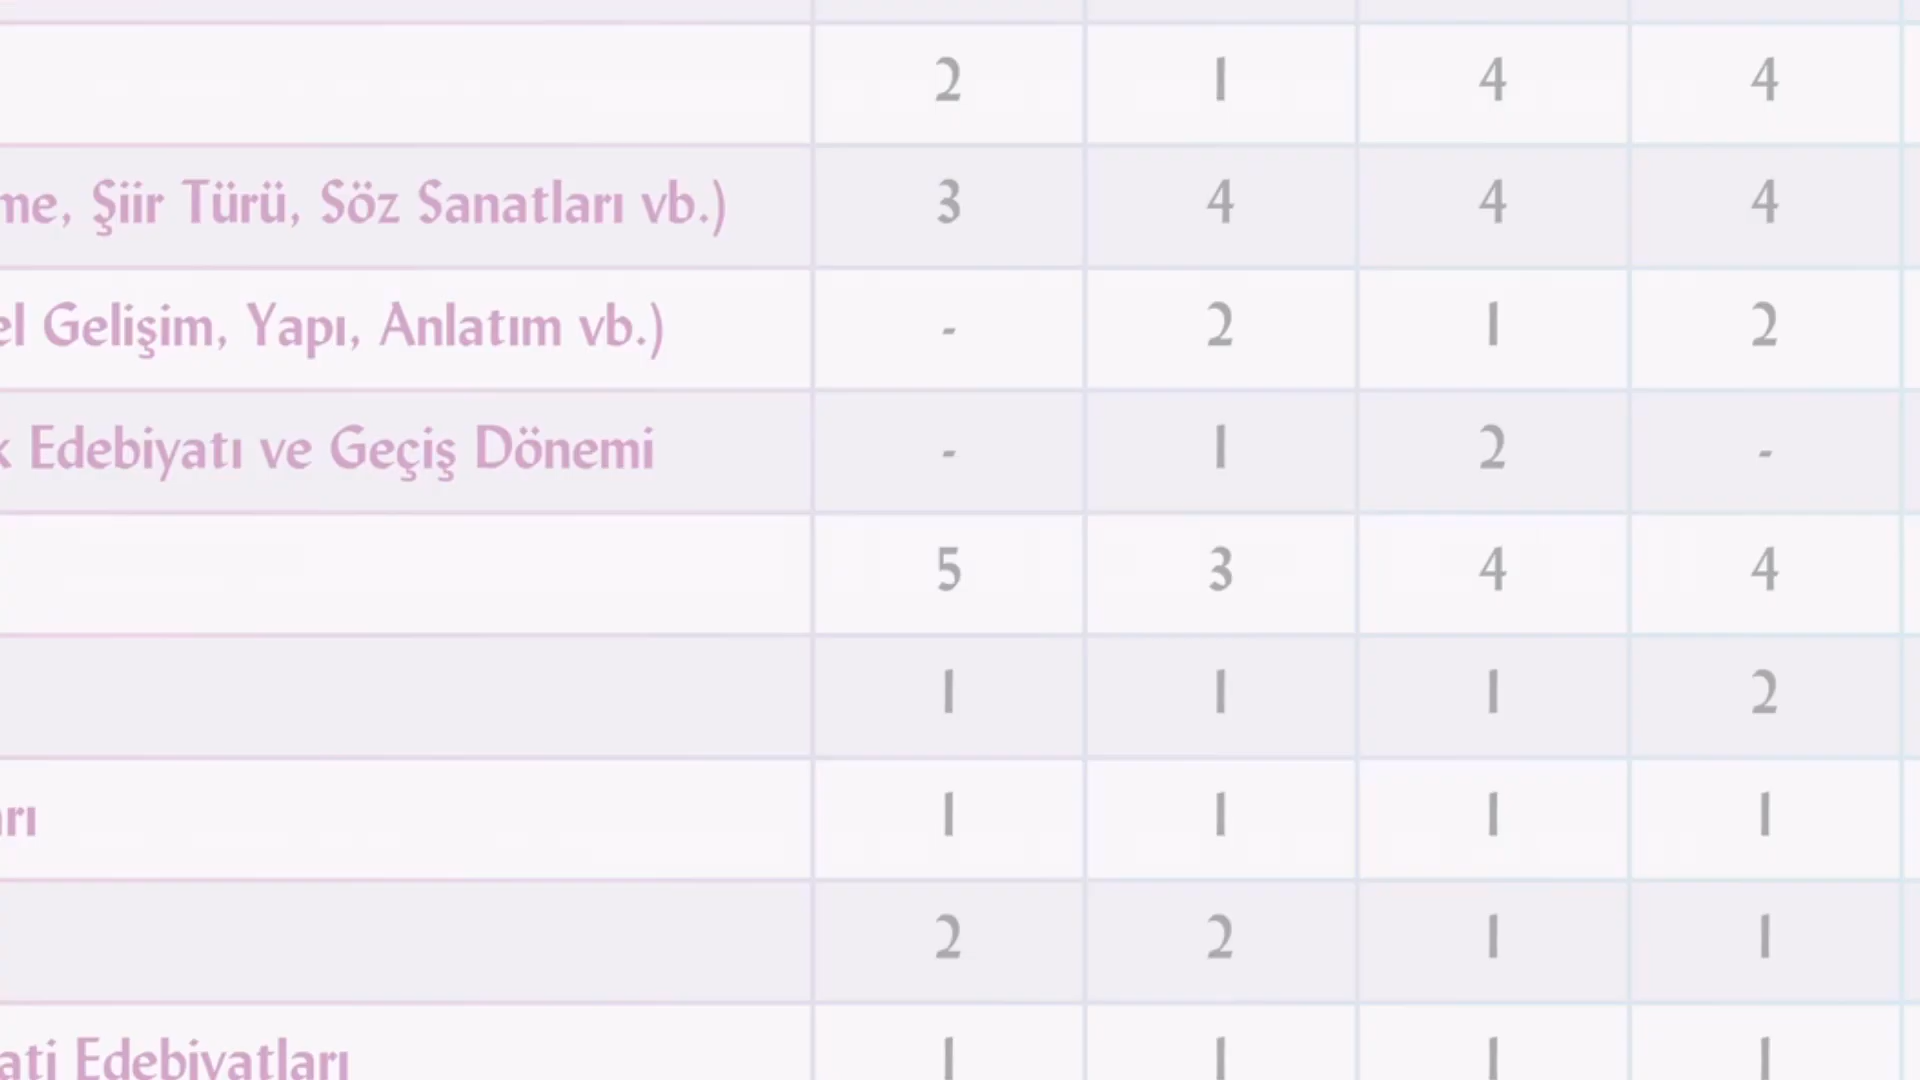 2 1 4 4
me, Şiir Türü, Söz Sanatları vb.) 3 4 4 4
el Gelişim, Yapı, Anlatım vb.) - 2 1 2
k Edebiyatı ve Geçiş Dönemi - 1 2 -
5 3 4 4
1 1 1 2
arı 1 1 1 1
2 2 1 1
ati Edebiyatları 1 1 1 1